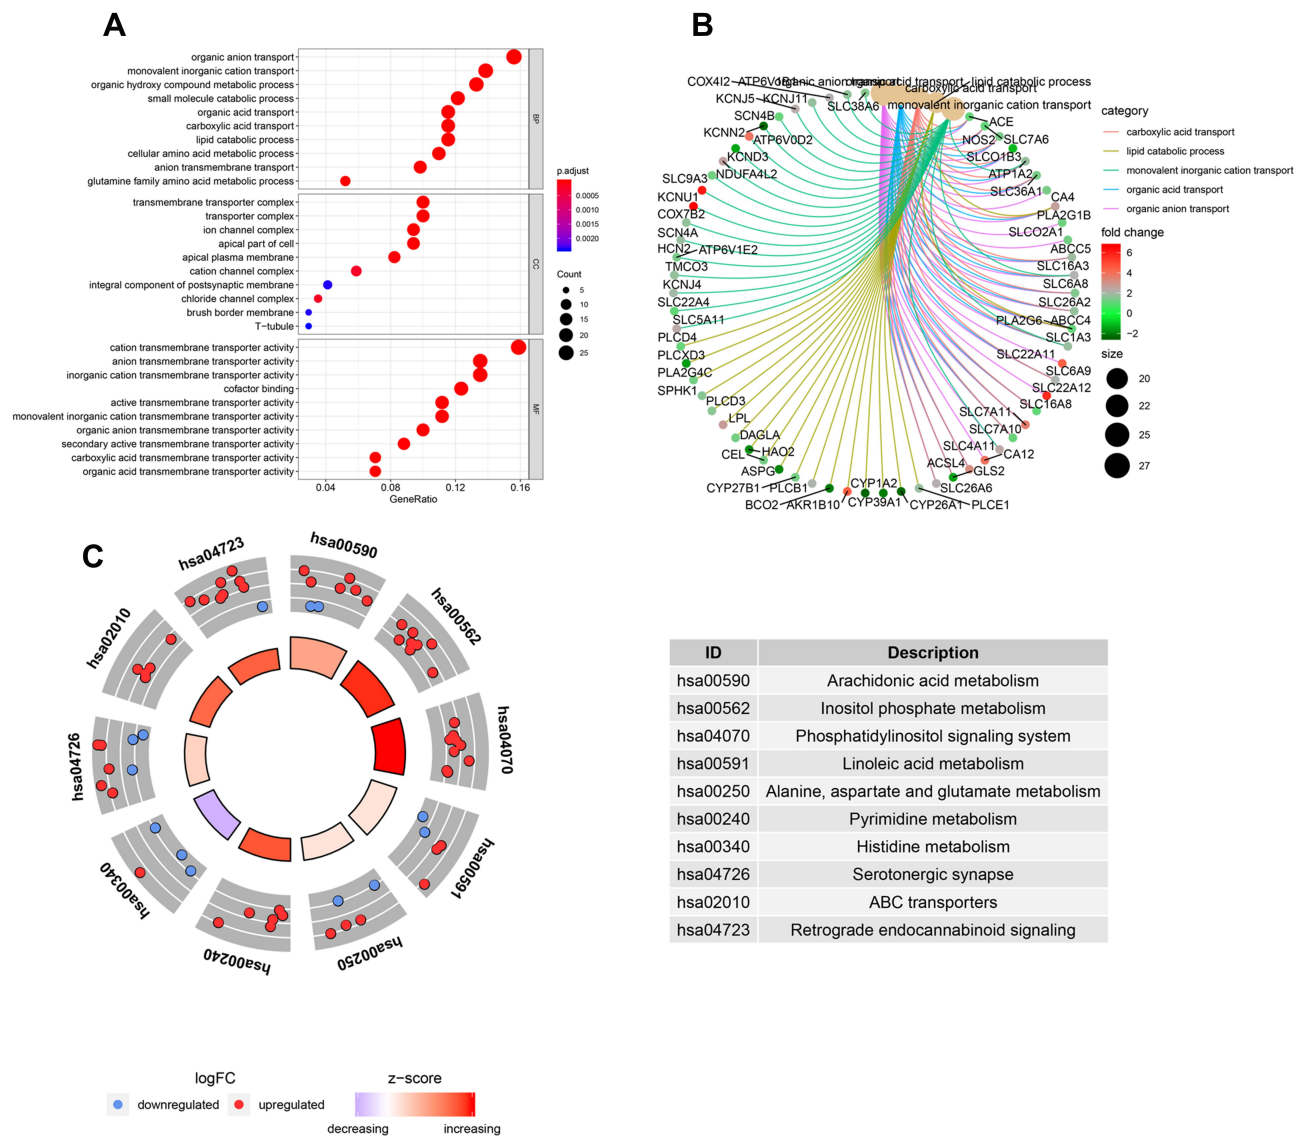 A
organic anion transport
monovalent inorganic cation transport
organic hydroxy compound metabolic process
small molecule catabolic process
organic acid transport
carboxylic acid transport
lipid catabolic process
cellular amino acid metabolic process
anion transmembrane transport
glutamine family amino acid metabolic process
BP
transmembrane transporter complex
transporter complex
ion channel complex
apical part of cell
apical plasma membrane
cation channel complex
integral component of postsynaptic membrane
chloride channel complex
brush border membrane
T−tubule
CC
cation transmembrane transporter activity
anion transmembrane transporter activity
inorganic cation transmembrane transporter activity
cofactor binding
active transmembrane transporter activity
monovalent inorganic cation transmembrane transporter activity
organic anion transmembrane transporter activity
secondary active transmembrane transporter activity
carboxylic acid transmembrane transporter activity
organic acid transmembrane transporter activity
MF
0.04 0.08 0.12 0.16
GeneRatio
p.adjust
0.0005
0.0010
0.0015
0.0020
Count
5
10
15
20
25
B
COX4I2
organic anion transport
lipid catabolic process
carboxylic acid transport
monovalent inorganic cation transport
KCNJ5
KCNJ11
SLC38A6
SCN4B
KCNN2
ATP6V0D2
KCND3
NDUFA4L2
SLC9A3
KCNU1
COX7B2
SCN4A
HCN2
ATP6V1E2
TMCO3
KCNJ4
SLC22A4
SLC5A11
PLCD4
PLCXD3
PLA2G4C
SPHK1
PLCD3
LPL
DAGLA
CEL
HAO2
ASPG
CYP27B1
PLCB1
BCO2
AKR1B10
CYP1A2
CYP39A1
CYP26A1
PLCE1
SLC26A6
ACSL4
GLS2
SLC4A11
CA12
SLC7A10
SLC7A11
SLC16A8
SLC22A12
SLC6A9
SLC22A11
SLC1A3
PLA2G6
ABCC4
SLC26A2
SLC6A8
SLC16A3
ABCC5
SLCO2A1
PLA2G1B
CA4
SLC36A1
ATP1A2
SLCO1B3
NOS2
SLC7A6
ACE
category
carboxylic acid transport
lipid catabolic process
monovalent inorganic cation transport
organic acid transport
organic anion transport
fold change
6
4
2
0
−2
size
20
22
25
27
C
hsa04723
hsa00590
hsa00562
hsa04070
hsa00591
hsa00250
hsa00240
hsa00340
hsa04726
hsa02010
ID Description
hsa00590 Arachidonic acid metabolism
hsa00562 Inositol phosphate metabolism
hsa04070 Phosphatidylinositol signaling system
hsa00591 Linoleic acid metabolism
hsa00250 Alanine, aspartate and glutamate metabolism
hsa00240 Pyrimidine metabolism
hsa00340 Histidine metabolism
hsa04726 Serotonergic synapse
hsa02010 ABC transporters
hsa04723 Retrograde endocannabinoid signaling
logFC
downregulated
upregulated
z−score
decreasing
increasing